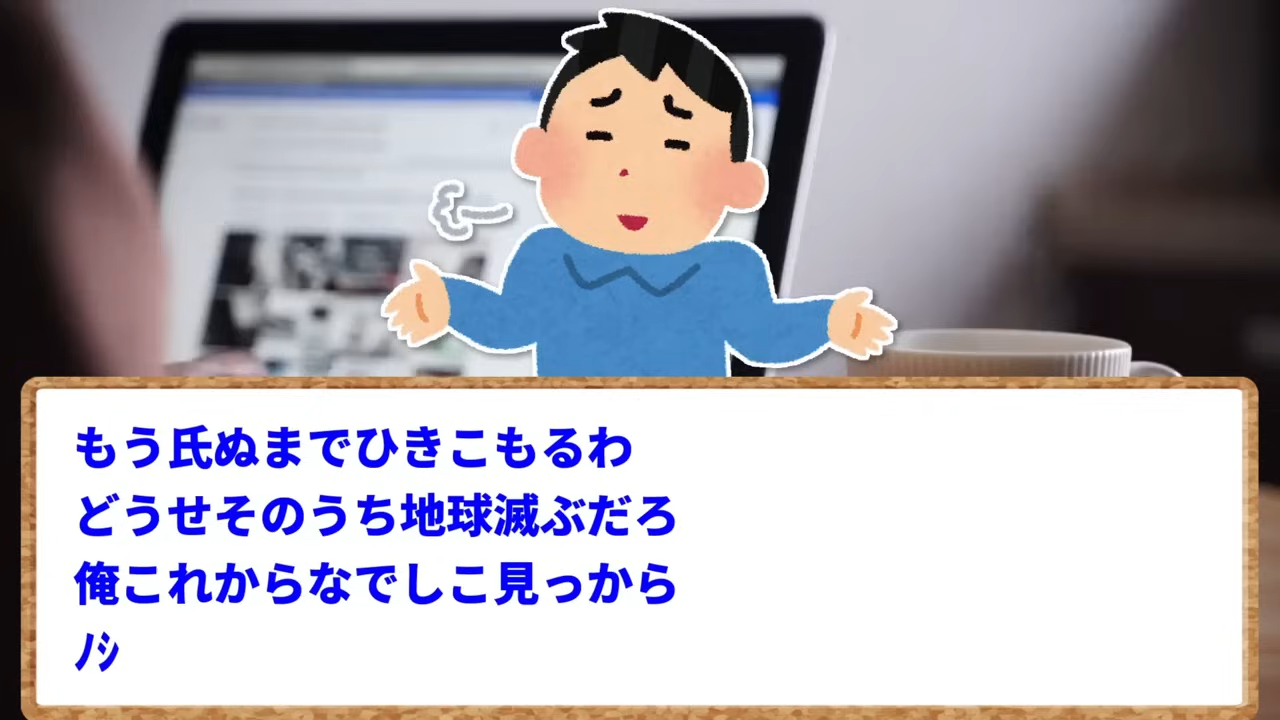 もう氏ぬまでひきこもるわ
どうせそのうち地球滅ぶだろ
俺これからなでしこ見っから
ﾉｼ